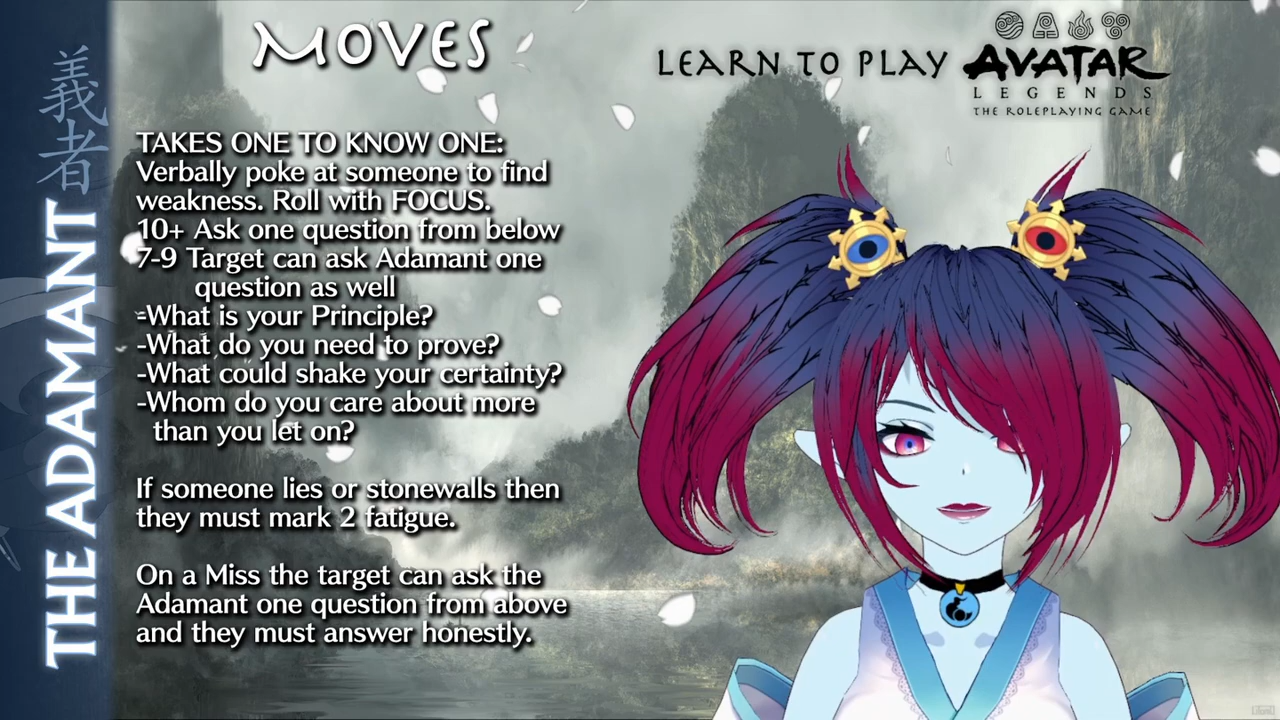 義者
THE ADAMANT
MOVES
TAKES ONE TO KNOW ONE:
Verbally poke at someone to find
weakness. Roll with FOCUS.
10+ Ask one question from below
7-9 Target can ask Adamant one
question as well
-What is your Principle?
-What do you need to prove?
-What could shake your certainty?
-Whom do you care about more
than you let on?
If someone lies or stonewalls then
they must mark 2 fatigue.
On a Miss the target can ask the
Adamant one question from above
and they must answer honestly.
LEARN TO PLAY
AVATAR
LEGENDS
THE ROLEPLAYING GAME